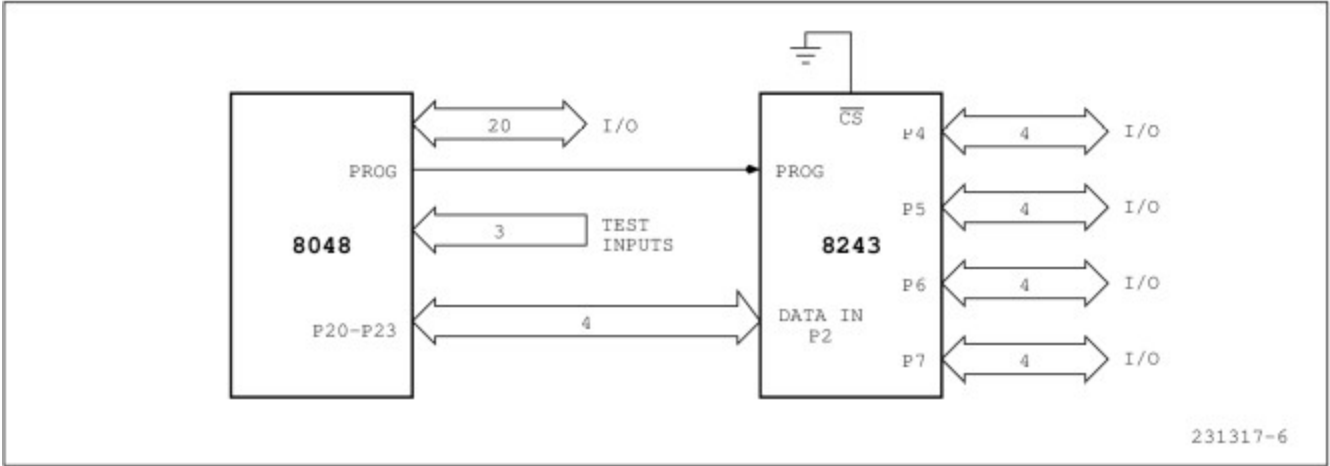 CS
20
I/O
P4
4
I/O
PROG
PROG
P5
4
I/O
3
TEST
INPUTS
8048
8243
P6
4
I/O
P20-P23
4
DATA IN
P2
P7
4
I/O
231317-6